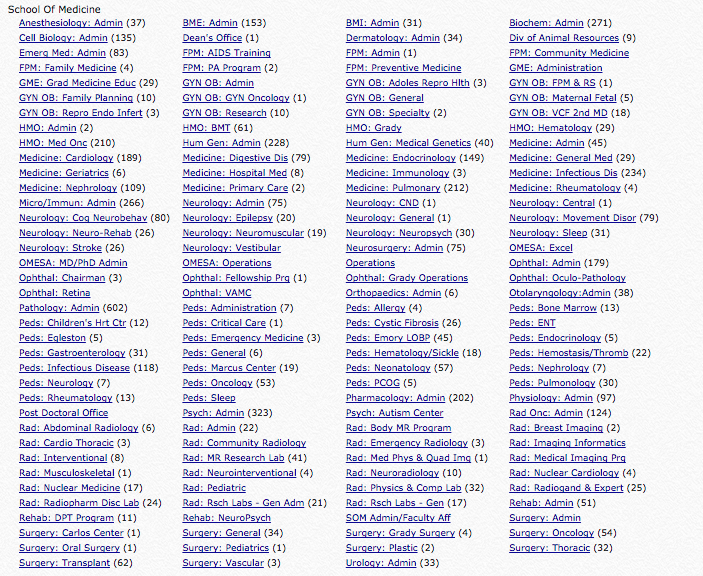 School Of Medicine
Anesthesiology: Admin (37) BME: Admin (153) BMI: Admin (31) Biochem: Admin (271)
Cell Biology: Admin (135) Dean's Office (1) Dermatology: Admin (34) Div of Animal Resources (9)
Emerg Med: Admin (83) FPM: AIDS Training FPM: Admin (1) FPM: Community Medicine
FPM: Family Medicine (4) FPM: PA Program (2) FPM: Preventive Medicine GME: Administration
GME: Grad Medicine Educ (29) GYN OB: Admin GYN OB: Adoles Repro Hlth (3) GYN OB: FPM & RS (1)
GYN OB: Family Planning (10) GYN OB: GYN Oncology (1) GYN OB: General GYN OB: Maternal Fetal (5)
GYN OB: Repro Endo Infert (3) GYN OB: Research (10) GYN OB: Specialty (2) GYN OB: VCF 2nd MD (18)
HMO: Admin (2) HMO: BMT (61) HMO: Grady HMO: Hematology (29)
HMO: Med Onc (210) Hum Gen: Admin (228) Hum Gen: Medical Genetics (40) Medicine: Admin (45)
Medicine: Cardiology (189) Medicine: Digestive Dis (79) Medicine: Endocrinology (149) Medicine: General Med (29)
Medicine: Geriatrics (6) Medicine: Hospital Med (8) Medicine: Immunology (3) Medicine: Infectious Dis (234)
Medicine: Nephrology (109) Medicine: Primary Care (2) Medicine: Pulmonary (212) Medicine: Rheumatology (4)
Micro/Immun: Admin (266) Neurology: Admin (75) Neurology: CND (1) Neurology: Central (1)
Neurology: Cog Neurobehav (80) Neurology: Epilepsy (20) Neurology: General (1) Neurology: Movement Disor (79)
Neurology: Neuro-Rehab (26) Neurology: Neuromuscular (19) Neurology: Neuropsych (30) Neurology: Sleep (31)
Neurology: Stroke (26) Neurology: Vestibular Neurosurgery: Admin (75) OMESA: Excel
OMESA: MD/PhD Admin OMESA: Operations Operations Ophthal: Admin (179)
Ophthal: Chairman (3) Ophthal: Fellowship Prg (1) Ophthal: Grady Operations Ophthal: Oculo-Pathology
Ophthal: Retina Ophthal: VAMC Orthopaedics: Admin (6) Otolaryngology:Admin (38)
Pathology: Admin (602) Peds: Administration (7) Peds: Allergy (4) Peds: Bone Marrow (13)
Peds: Children's Hrt Ctr (12) Peds: Critical Care (1) Peds: Cystic Fibrosis (26) Peds: ENT
Peds: Egleston (5) Peds: Emergency Medicine (3) Peds: Emory LOBP (45) Peds: Endocrinology (5)
Peds: Gastroenterology (31) Peds: General (6) Peds: Hematology/Sickle (18) Peds: Hemostasis/Thromb (22)
Peds: Infectious Disease (118) Peds: Marcus Center (19) Peds: Neonatology (57) Peds: Nephrology (7)
Peds: Neurology (7) Peds: Oncology (53) Peds: PCOG (5) Peds: Pulmonology (30)
Peds: Rheumatology (13) Peds: Sleep Pharmacology: Admin (202) Physiology: Admin (97)
Post Doctoral Office Psych: Admin (323) Psych: Autism Center Rad Onc: Admin (124)
Rad: Abdominal Radiology (6) Rad: Admin (22) Rad: Body MR Program Rad: Breast Imaging (2)
Rad: Cardio Thoracic (3) Rad: Community Radiology Rad: Emergency Radiology (3) Rad: Imaging Informatics
Rad: Interventional (8) Rad: MR Research Lab (41) Rad: Med Phys & Quad Img (1) Rad: Medical Imaging Prg
Rad: Musculoskeletal (1) Rad: Neurointerventional (4) Rad: Neuroradiology (10) Rad: Nuclear Cardiology (4)
Rad: Nuclear Medicine (17) Rad: Pediatric Rad: Physics & Comp Lab (32) Rad: Radiogand & Expert (25)
Rad: Radiopharm Disc Lab (24) Rad: Rsch Labs - Gen Adm (21) Rad: Rsch Labs - Gen (17) Rehab: Admin (51)
Rehab: DPT Program (11) Rehab: NeuroPsych SOM Admin/Faculty Aff Surgery: Admin
Surgery: Carlos Center (1) Surgery: General (34) Surgery: Grady Surgery (4) Surgery: Oncology (54)
Surgery: Oral Surgery (1) Surgery: Pediatrics (1) Surgery: Plastic (2) Surgery: Thoracic (32)
Surgery: Transplant (62) Surgery: Vascular (3) Urology: Admin (33)